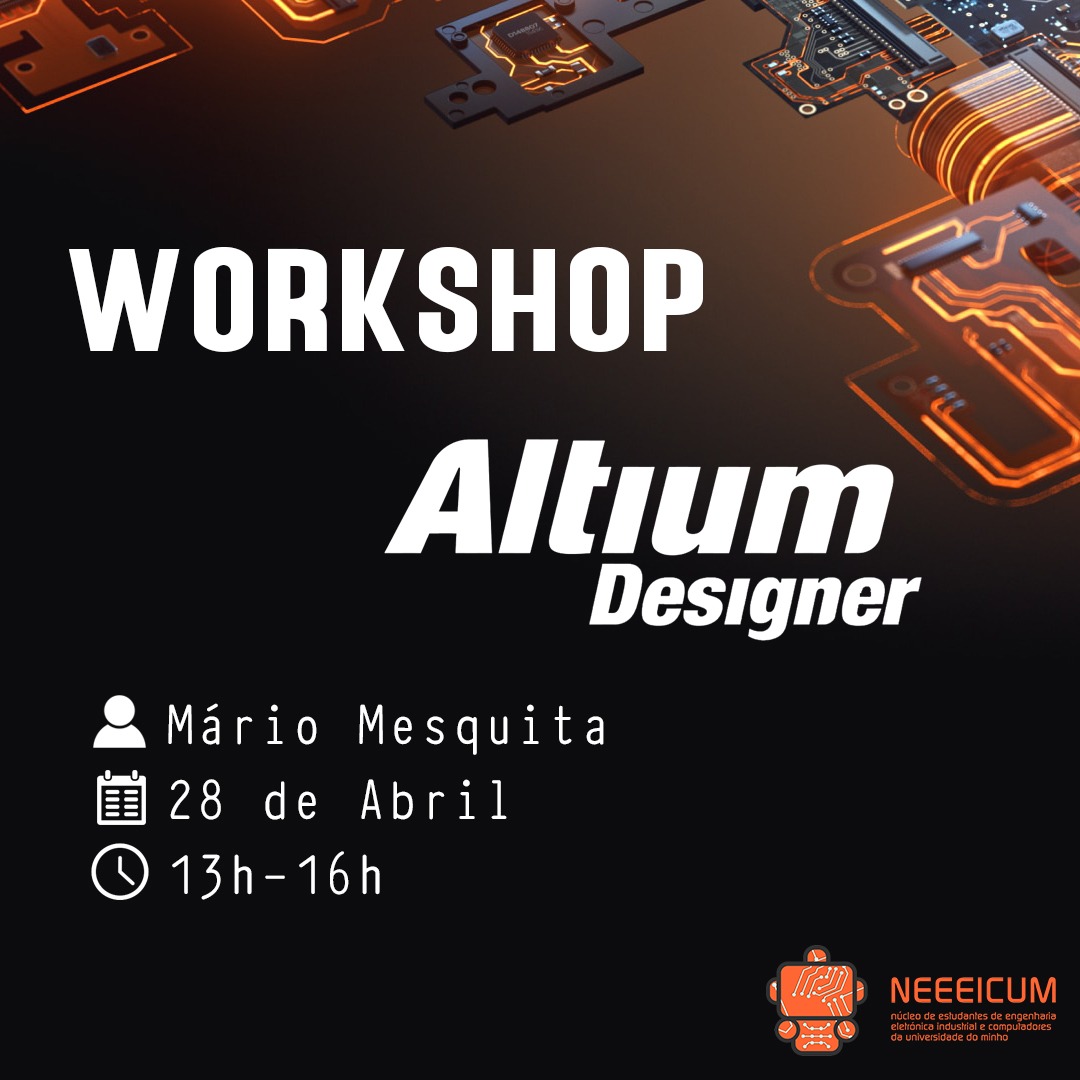 D148807
WORKSHOP
Altium
Designer
Mário Mesquita
28 de Abril
13h-16h
NEEEICUM
núcleo de estudantes de engenharia
eletrónica industrial e computadores
da universidade do minho